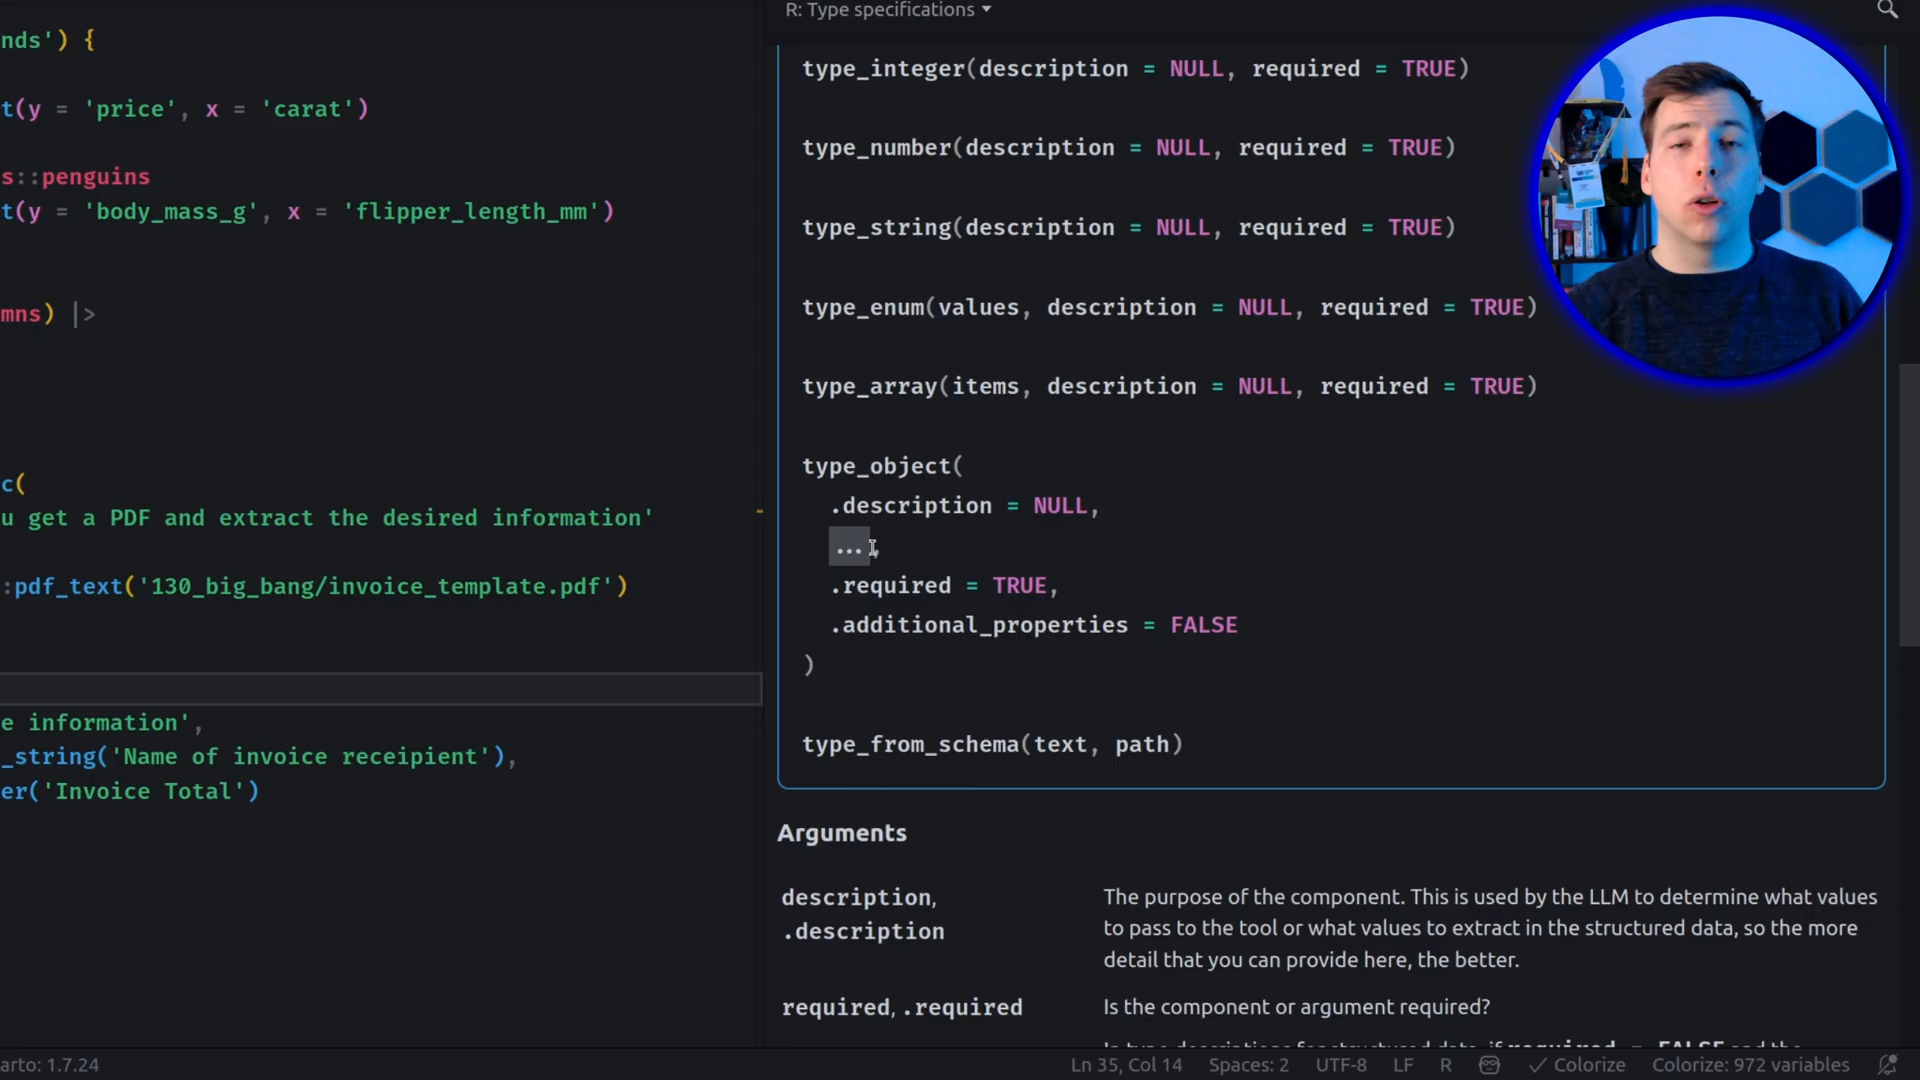 R: Type specifications
nds') {
type_integer(description = NULL, required = TRUE)
t(y = 'price', x = 'carat')
type_number(description = NULL, required = TRUE)
s::penguins
t(y = 'body_mass_g', x = 'flipper_length_mm')
type_string(description = NULL, required = TRUE)
mns) |>
type_enum(values, description = NULL, required = TRUE)
type_array(items, description = NULL, required = TRUE)
c(
u get a PDF and extract the desired information'
:pdf_text('130_big_bang/invoice_template.pdf')
e information',
_string('Name of invoice receipient'),
er('Invoice Total')
type_object(
.description = NULL,
...,
.required = TRUE,
.additional_properties = FALSE
)
type_from_schema(text, path)
Arguments
description,
.description
The purpose of the component. This is used by the LLM to determine what values
to pass to the tool or what values to extract in the structured data, so the more
detail that you can provide here, the better.
required, .required
Is the component or argument required?
arto: 1.7.24
Ln 35, Col 14
Spaces: 2
UTF-8
LF
R
Colorize
Colorize: 972 variables